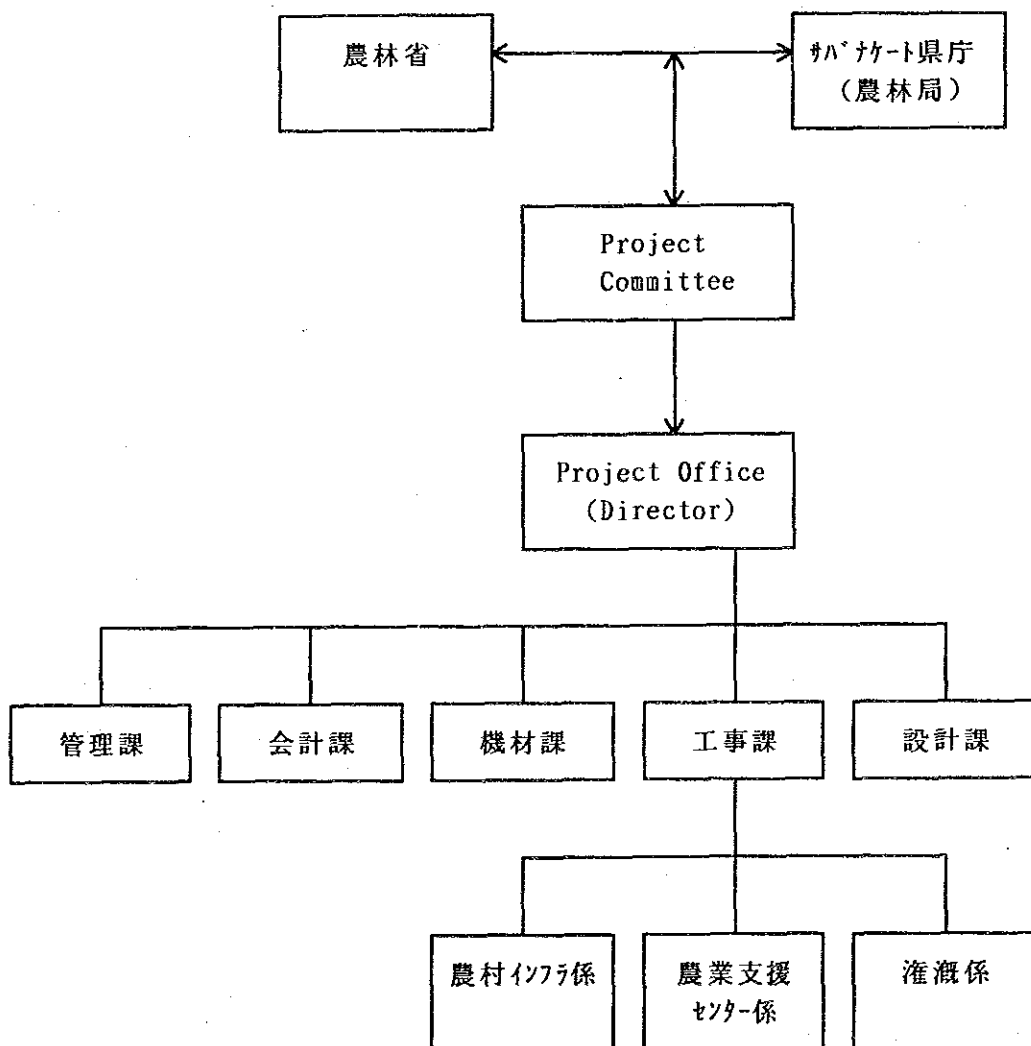 農林省
サバナケート県庁
(農林局)
Project
Committee
Project Office
(Director)
管理課
会計課
機材課
工事課
設計課
農村インフラ係
農業支援
センター係
潅漑係